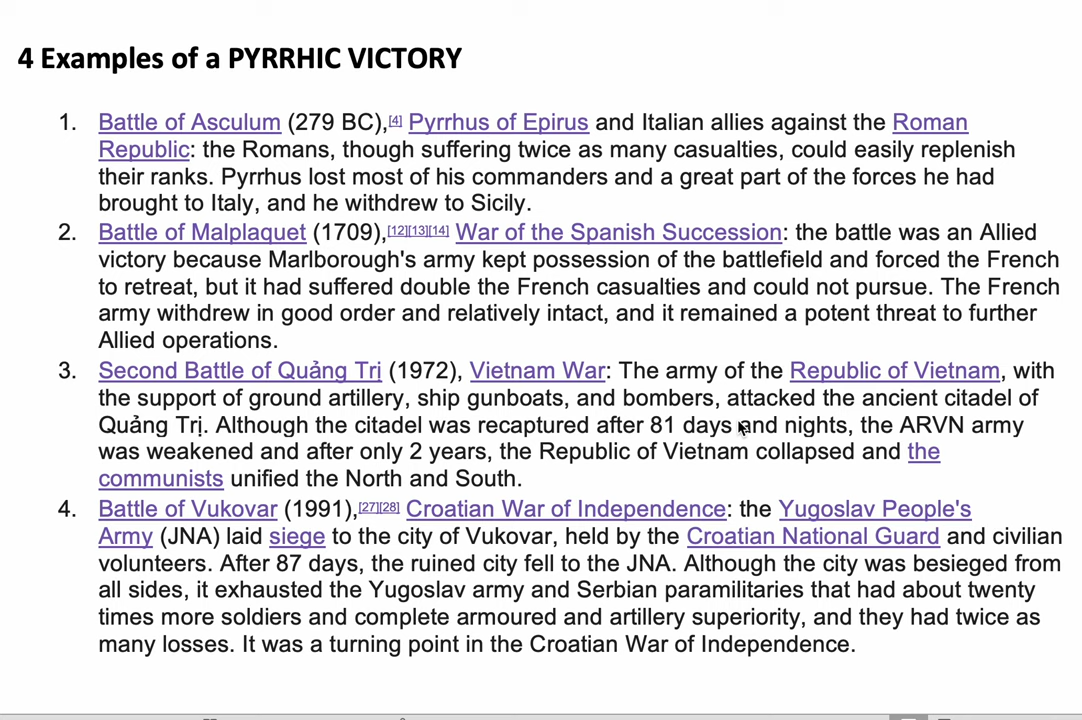 4 Examples of a PYRRHIC VICTORY
1. Battle of Asculum (279 BC),[4] Pyrrhus of Epirus and Italian allies against the Roman
Republic: the Romans, though suffering twice as many casualties, could easily replenish
their ranks. Pyrrhus lost most of his commanders and a great part of the forces he had
brought to Italy, and he withdrew to Sicily.
2. Battle of Malplaquet (1709),[12][13][14] War of the Spanish Succession: the battle was an Allied
victory because Marlborough's army kept possession of the battlefield and forced the French
to retreat, but it had suffered double the French casualties and could not pursue. The French
army withdrew in good order and relatively intact, and it remained a potent threat to further
Allied operations.
3. Second Battle of Quảng Trị (1972), Vietnam War: The army of the Republic of Vietnam, with
the support of ground artillery, ship gunboats, and bombers, attacked the ancient citadel of
Quảng Trị. Although the citadel was recaptured after 81 days and nights, the ARVN army
was weakened and after only 2 years, the Republic of Vietnam collapsed and the
communists unified the North and South.
4. Battle of Vukovar (1991),[27][28] Croatian War of Independence: the Yugoslav People's
Army (JNA) laid siege to the city of Vukovar, held by the Croatian National Guard and civilian
volunteers. After 87 days, the ruined city fell to the JNA. Although the city was besieged from
all sides, it exhausted the Yugoslav army and Serbian paramilitaries that had about twenty
times more soldiers and complete armoured and artillery superiority, and they had twice as
many losses. It was a turning point in the Croatian War of Independence.